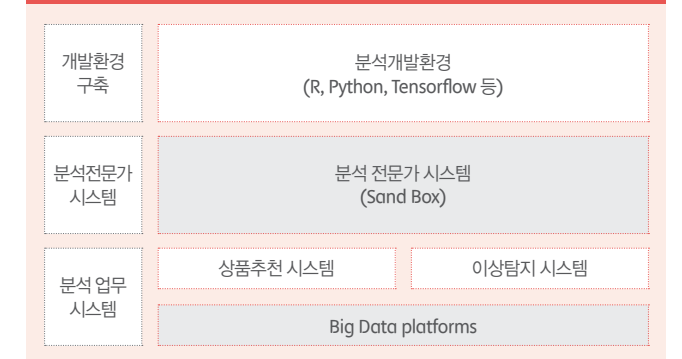 개발환경
구축
분석개발환경
(R, Python, Tensorflow 등)
분석전문가
시스템
분석 전문가 시스템
(Sand Box)
분석 업무
시스템
상품추천 시스템
이상탐지 시스템
Big Data platforms